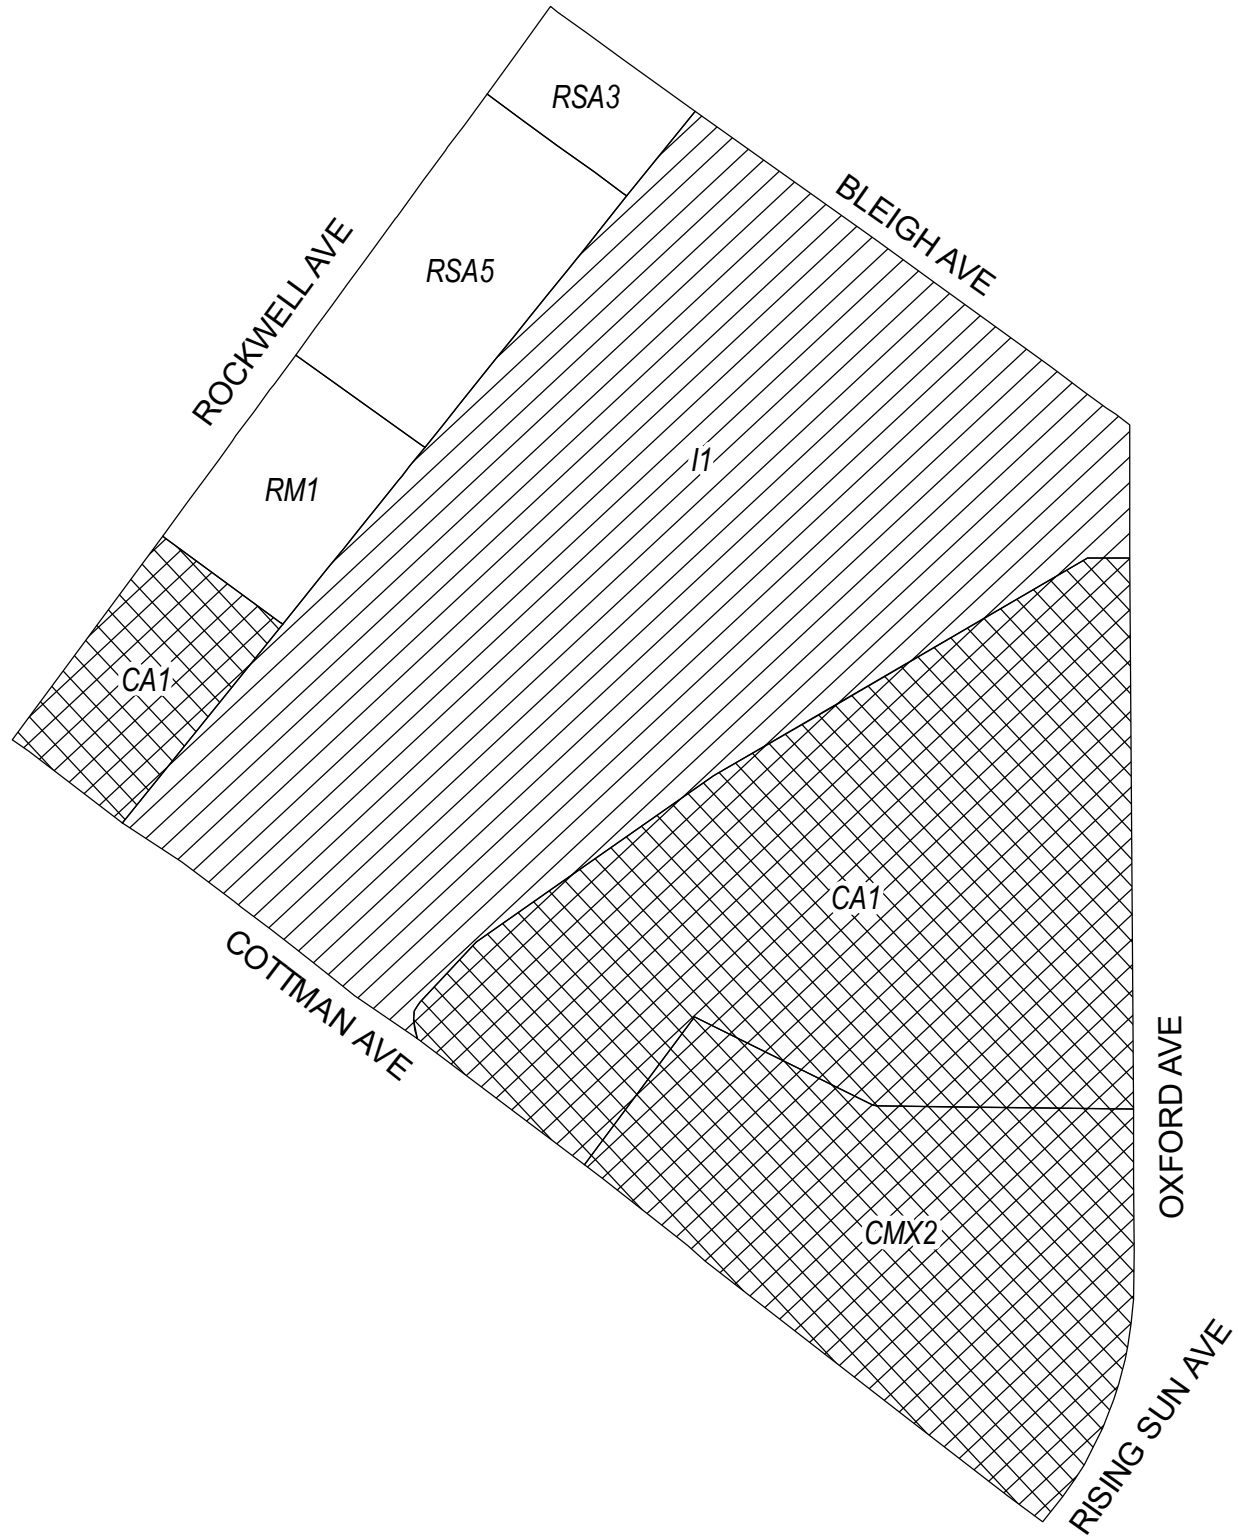 RSA3
BLEIGH AVE
ROCKWELL AVE
RSA5
I1
RM1
CA1
CA1
COTTMAN AVE
OXFORD AVE
CMX2
RISING SUN AVE